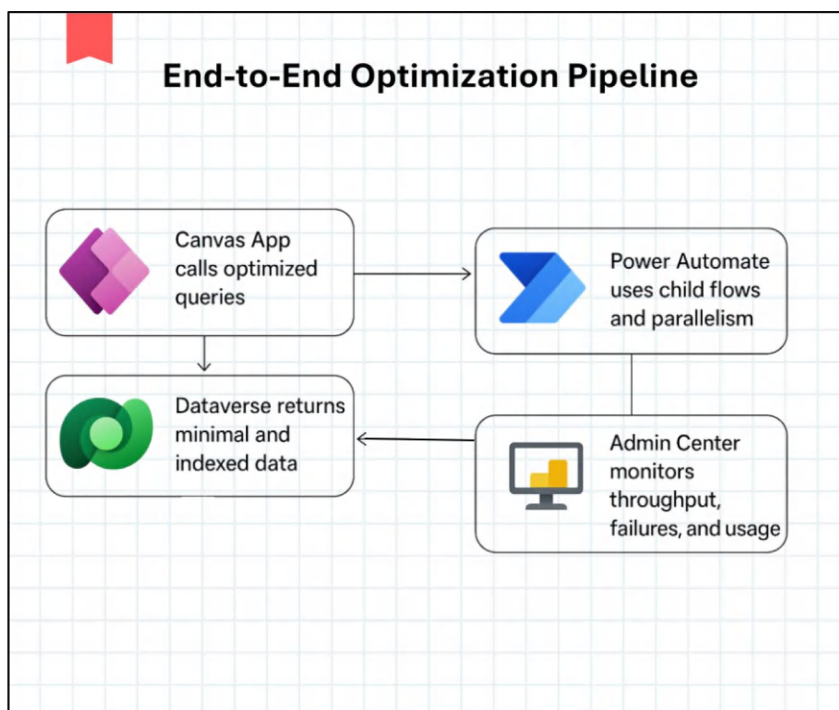 End-to-End Optimization Pipeline
Canvas App
calls optimized
queries
Power Automate
uses child flows
and parallelism
Dataverse returns
minimal and
indexed data
Admin Center
monitors
throughput,
failures, and usage